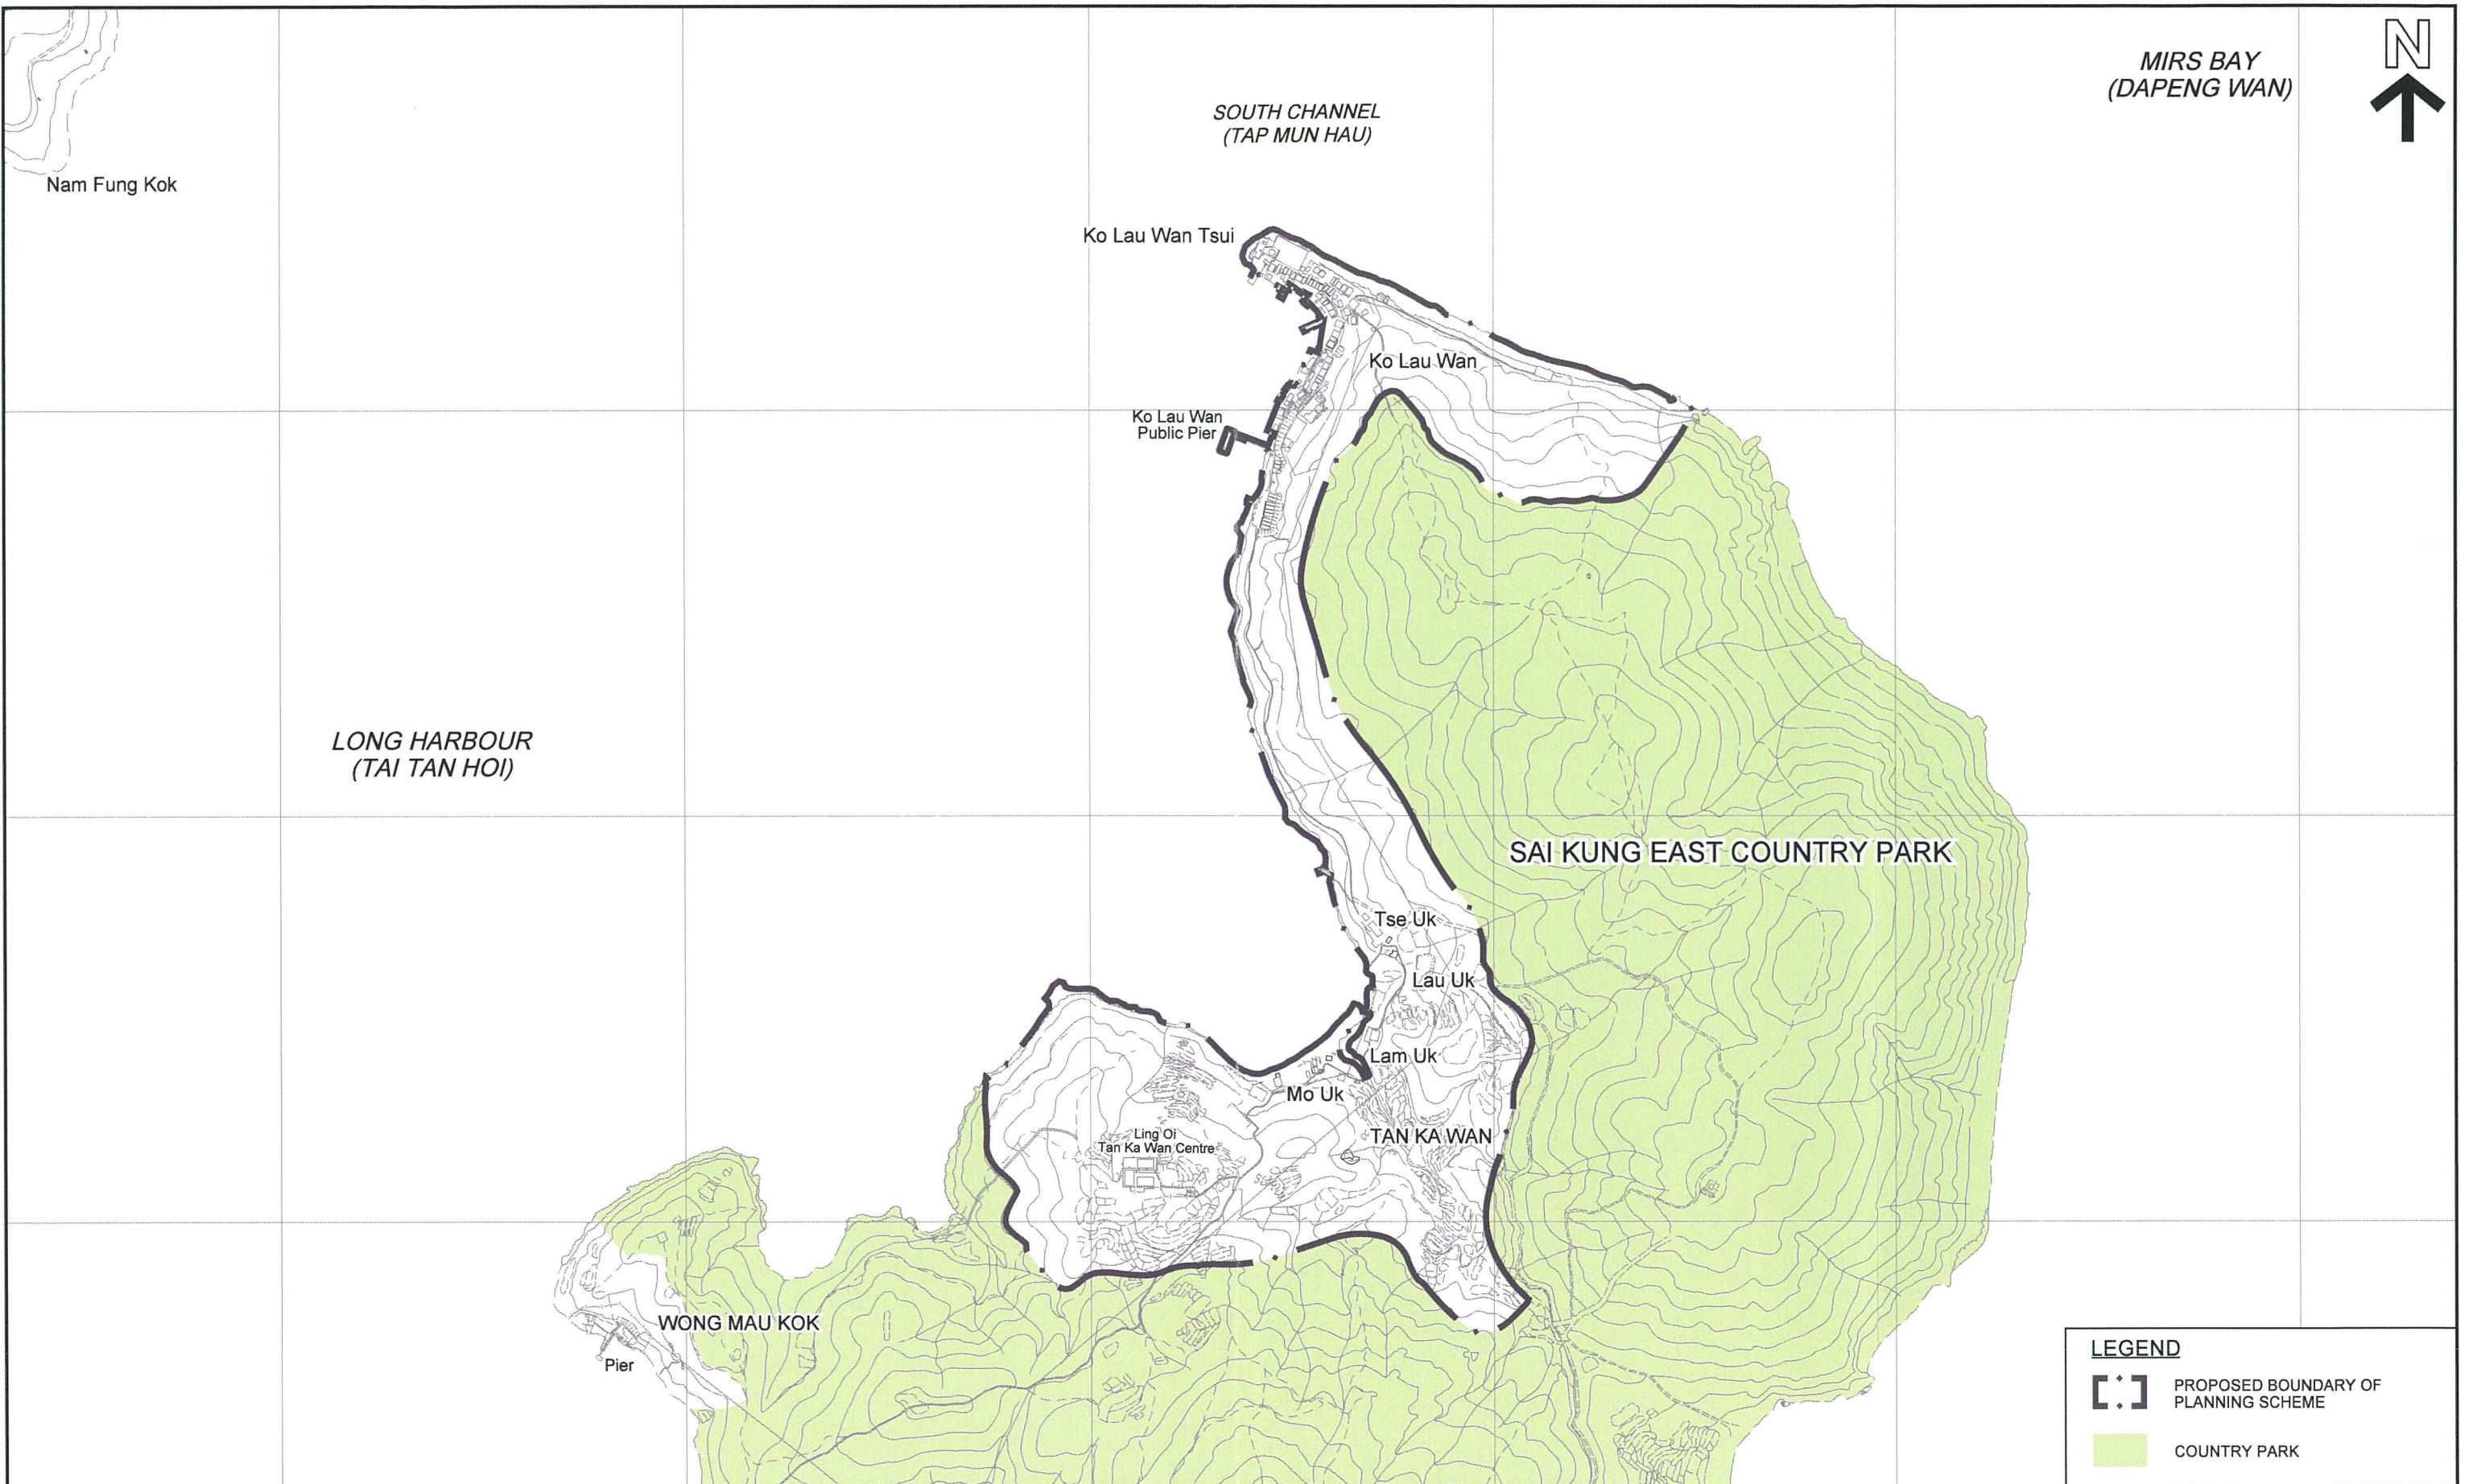 N
MIRS BAY
(DAPENG WAN)
SOUTH CHANNEL
(TAP MUN HAU)
Nam Fung Kok
Ko Lau Wan Tsui
Ko Lau Wan
Ko Lau Wan
Public Pier
LONG HARBOUR
(TAI TAN HOI)
SAI KUNG EAST COUNTRY PARK
Tse Uk
Lau Uk
Lam Uk
Mo Uk
Ling Oi
Tan Ka Wan Centre
TAN KA WAN
WONG MAU KOK
Pier
LEGEND
PROPOSED BOUNDARY OF
PLANNING SCHEME
COUNTRY PARK